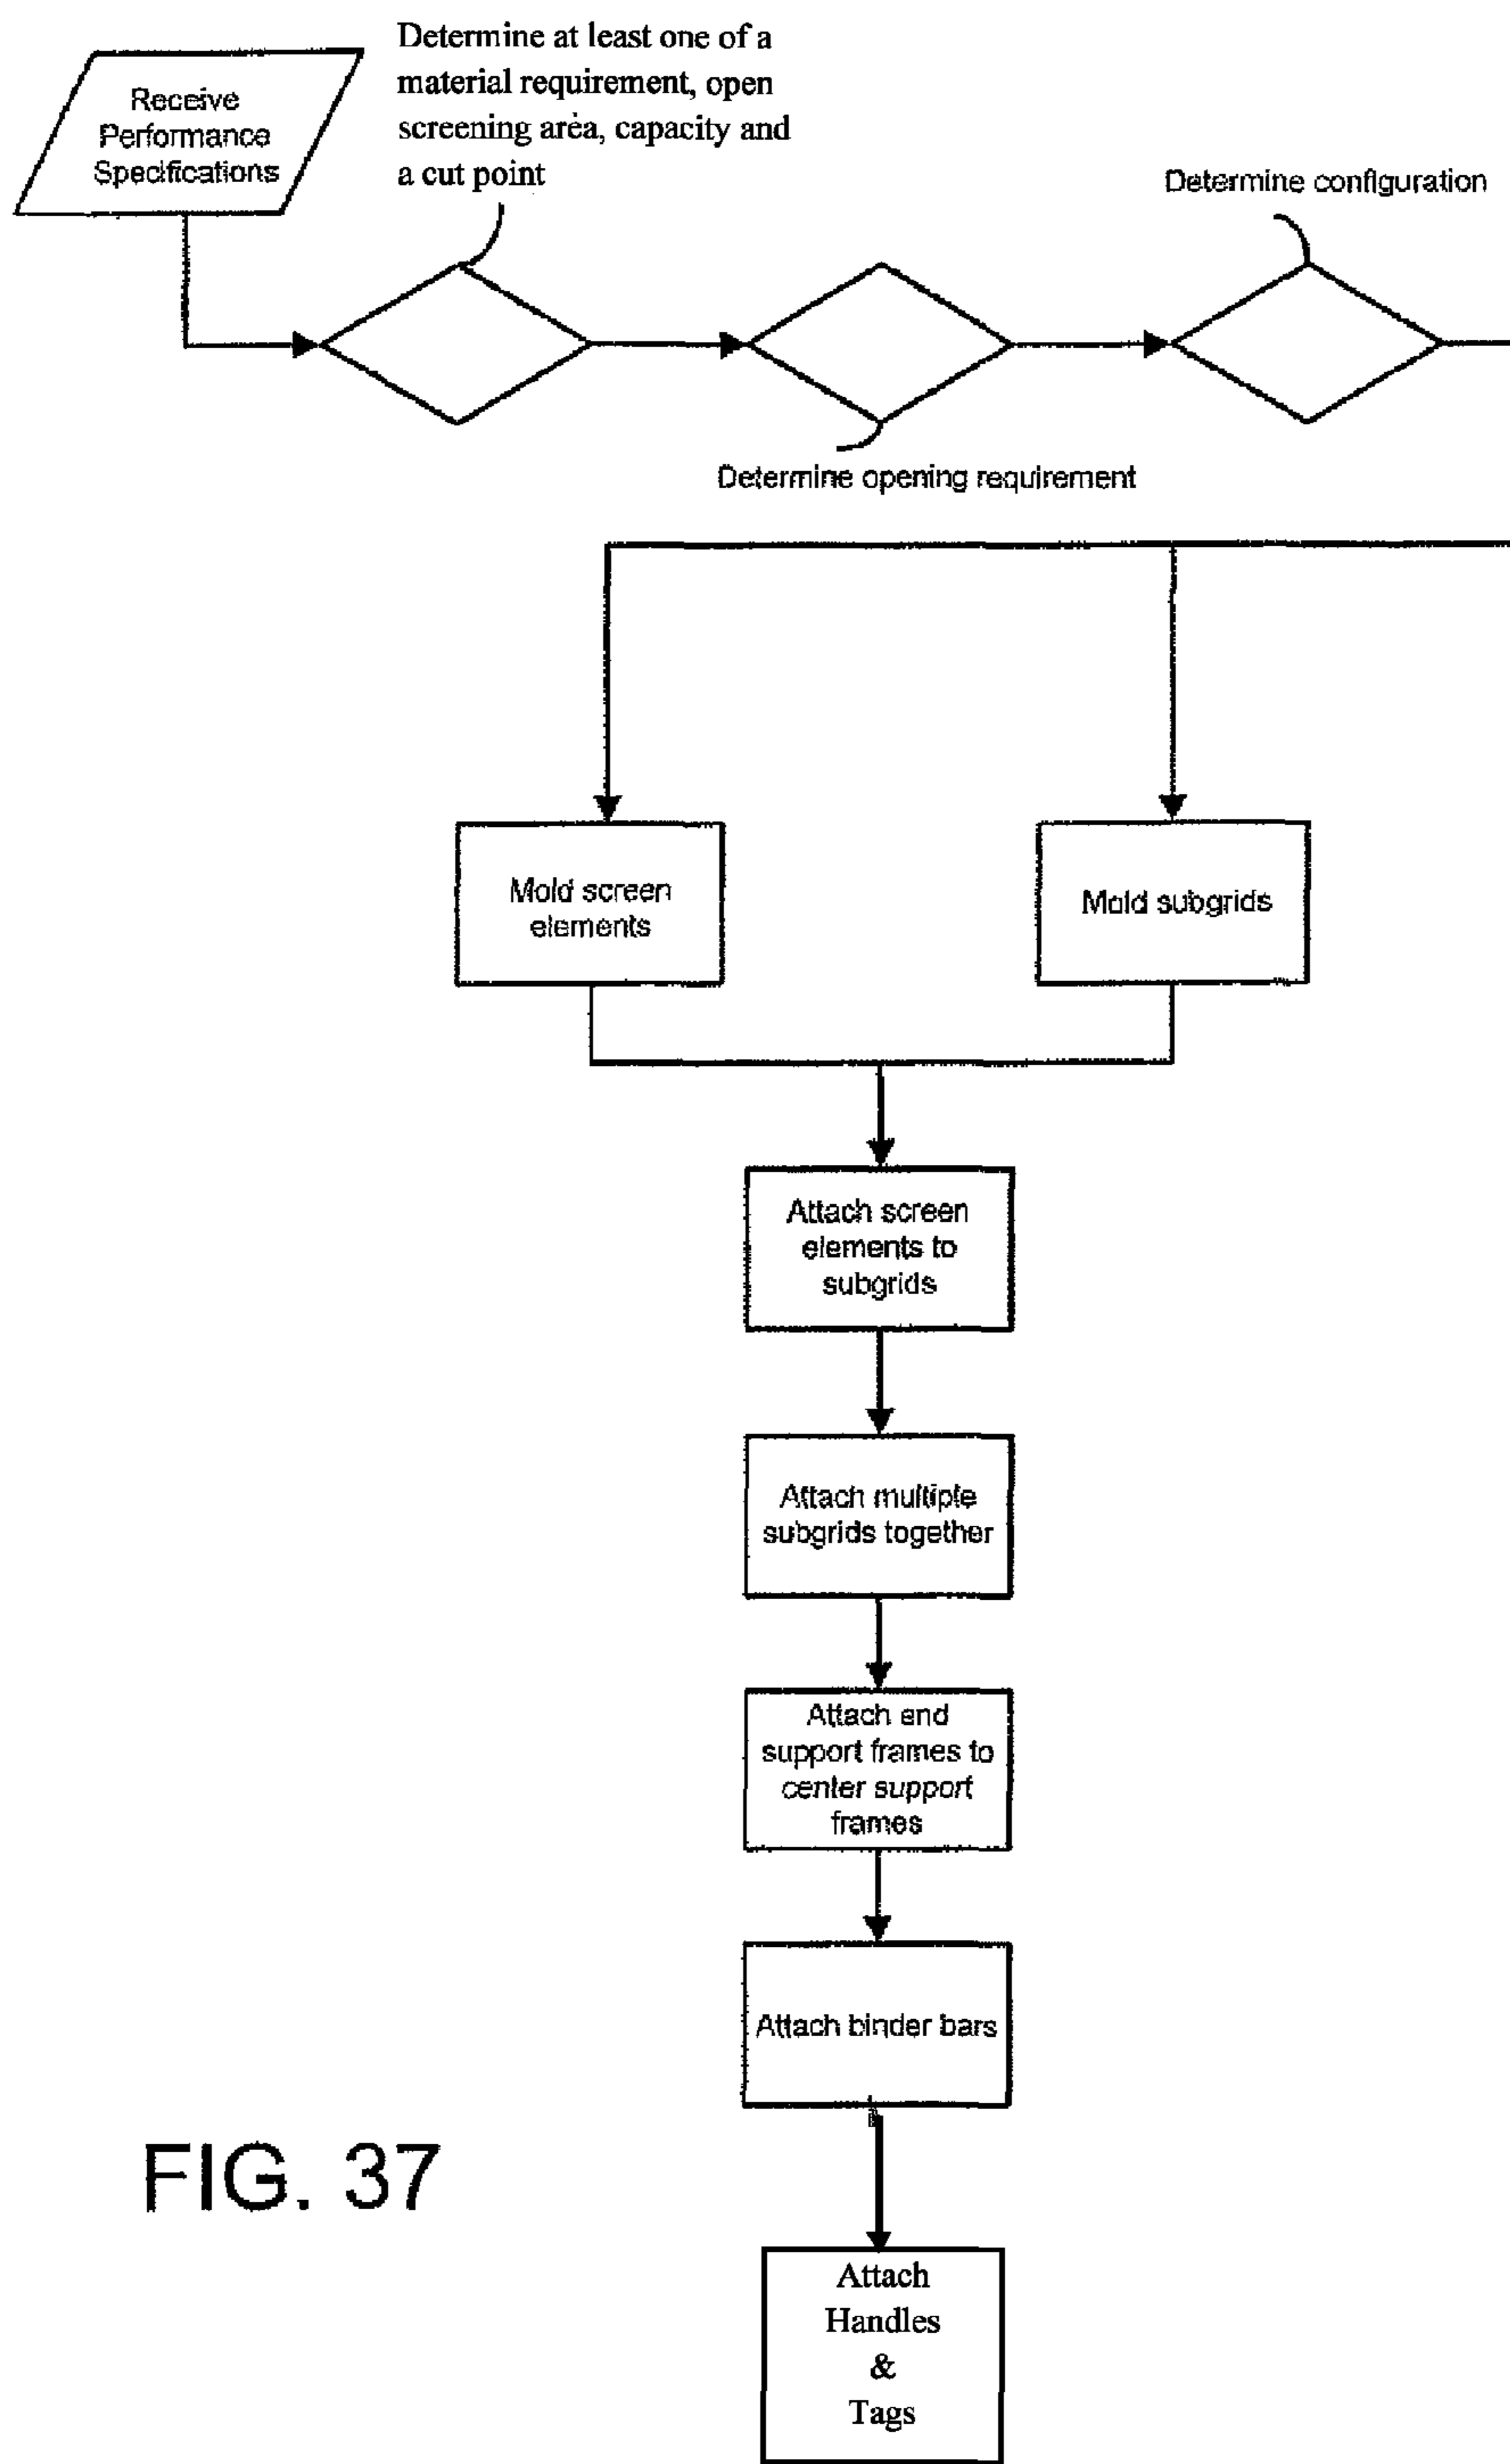 Receive
Performance
Specifications
Determine at least one of a
material requirement, open
screening area, capacity and
a cut point
Determine configuration
Determine opening requirement
Mold screen
elements
Mold subgrids
Attach screen
elements to
subgrids
Attach multiple
subgrids together
Attach end
support frames to
center support
frames
Attach binder bars
FIG. 37
Attach
Handles
&
Tags